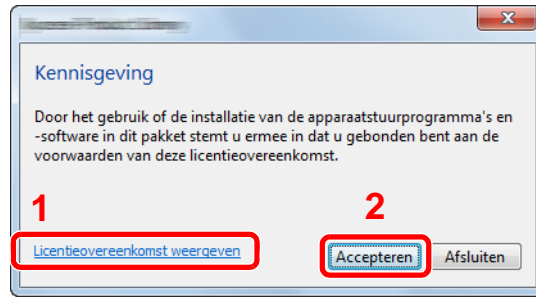 Kennisgeving
Door het gebruik of de installatie van de apparaatstuurprogramma's en
-software in dit pakket stemt u ermee in dat u gebonden bent aan de
voorwaarden van deze licentieovereenkomst.
1
2
Licentieovereenkomst weergeven
Accepteren
Afsluiten